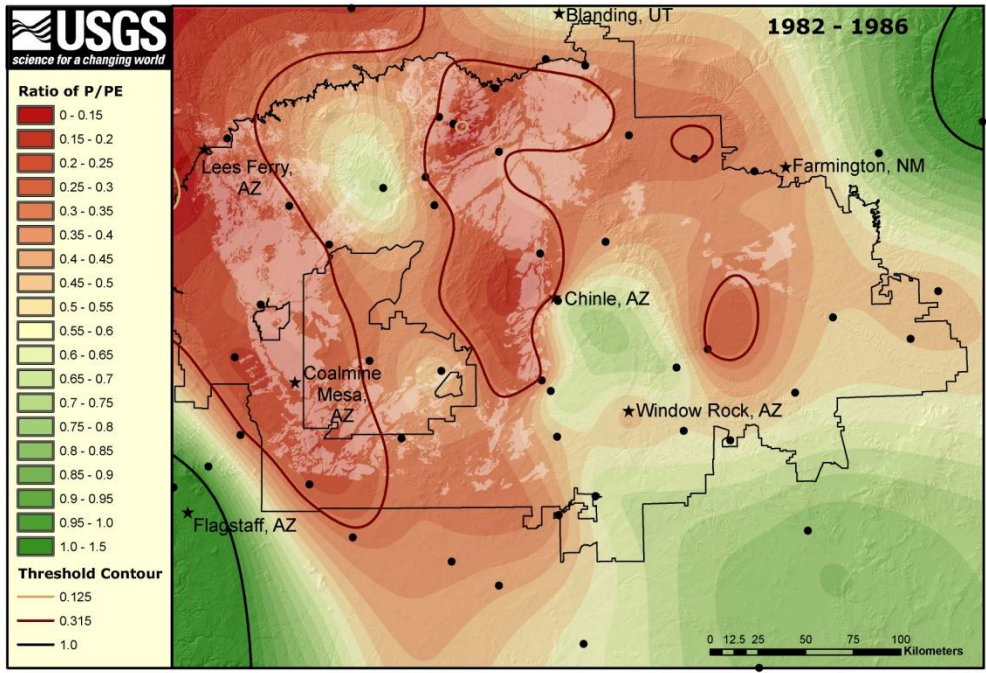 USGS
science for a changing world
Ratio of P/PE
0 - 0.15
0.15 - 0.2
0.2 - 0.25
0.25 - 0.3
0.3 - 0.35
0.35 - 0.4
0.4 - 0.45
0.45 - 0.5
0.5 - 0.55
0.55 - 0.6
0.6 - 0.65
0.65 - 0.7
0.7 - 0.75
0.75 - 0.8
0.8 - 0.85
0.85 - 0.9
0.9 - 0.95
0.95 - 1.0
1.0 - 1.5
Threshold Contour
0.125
0.315
1.0
Blanding, UT
1982 - 1986
Lees Ferry,
AZ
Farmington, NM
Chinle, AZ
Coalmine
Mesa,
AZ
Window Rock, AZ
Flagstaff, AZ
0 12.5 25 50 75 100
Kilometers